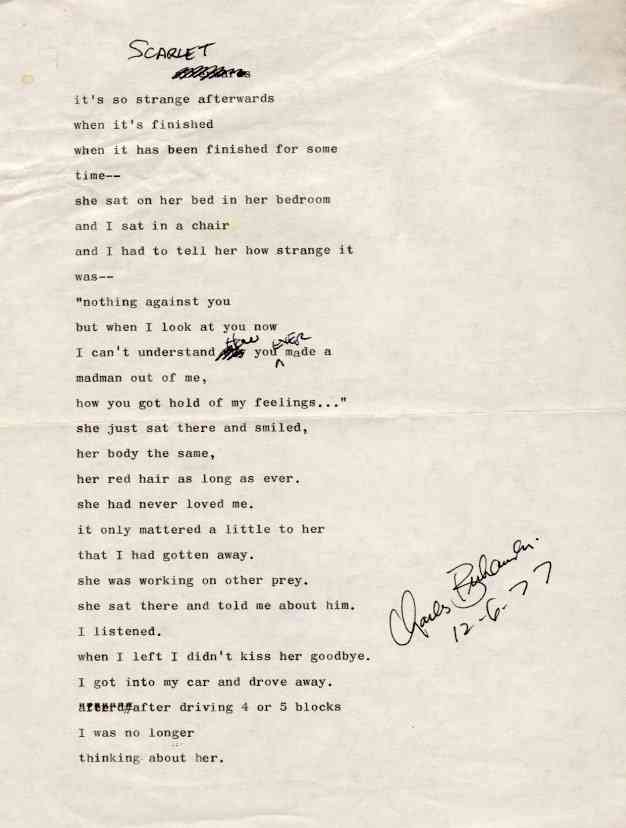 SCARLET
it's so strange afterwards
when it's finished
when it has been finished for some
time--
she sat on her bed in her bedroom
and I sat in a chair
and I had to tell her how strange it
was--
"nothing against you
but when I look at you now
I can't understand how you EVER made a
madman out of me,
how you got hold of my feelings..."
she just sat there and smiled,
her body the same,
her red hair as long as ever.
she had never loved me.
it only mattered a little to her
that I had gotten away.
she was working on other prey.
she sat there and told me about him.
I listened.
when I left I didn't kiss her goodbye.
I got into my car and drove away.
after driving 4 or 5 blocks
I was no longer
thinking about her.
Charles Bukowski.
12-6-77